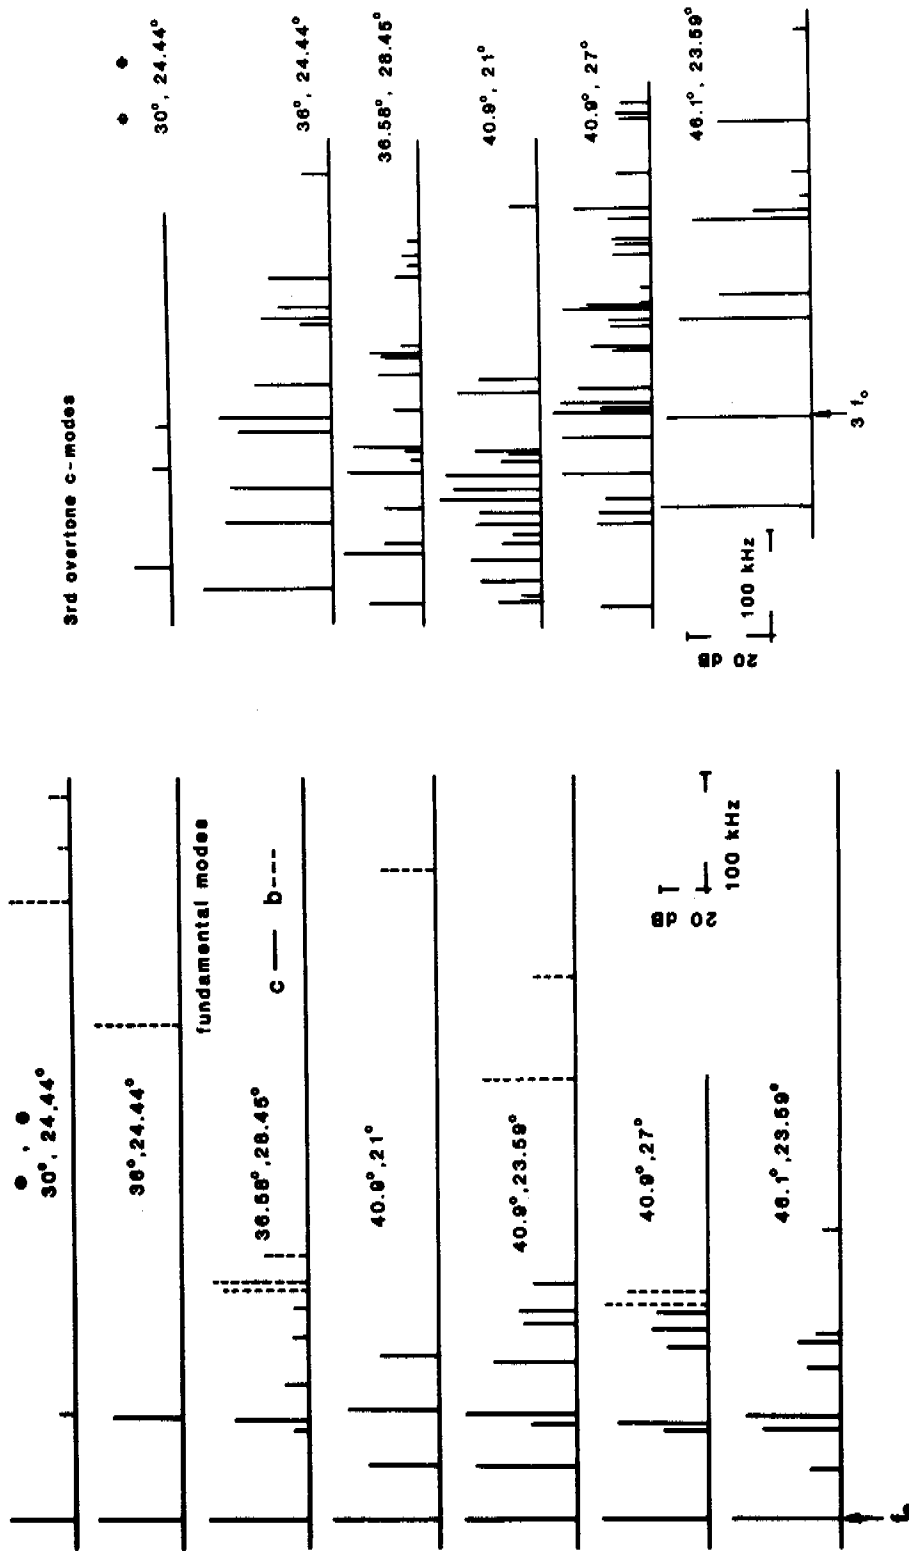 3rd overtone c-modes
30°, 24.44°
36°, 24.44°
36.58°, 28.45°
40.9°, 21°
40.9°, 27°
46.1°, 23.59°
20 dB
100 kHz
3 f₀
30°, 24.44°
36°, 24.44°
fundamental modes
c — b ---
36.58°, 28.45°
40.9°, 21°
40.9°, 23.59°
20 dB
100 kHz
40.9°, 27°
46.1°, 23.59°
f₀